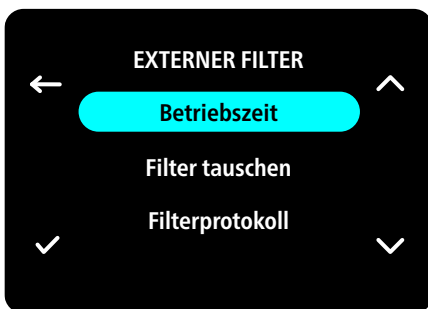 EXTERNER FILTER
Betriebszeit
Filter tauschen
Filterprotokoll